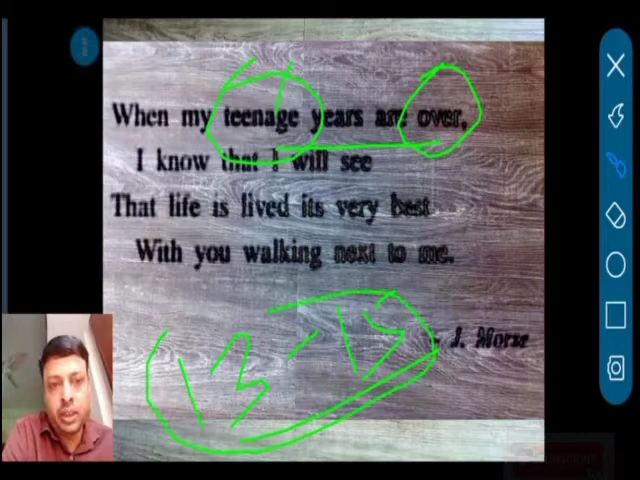 When my teenage years are over,
I know that I will see
That life is lived its very best
With you walking next to me.
J. Morse
13-19